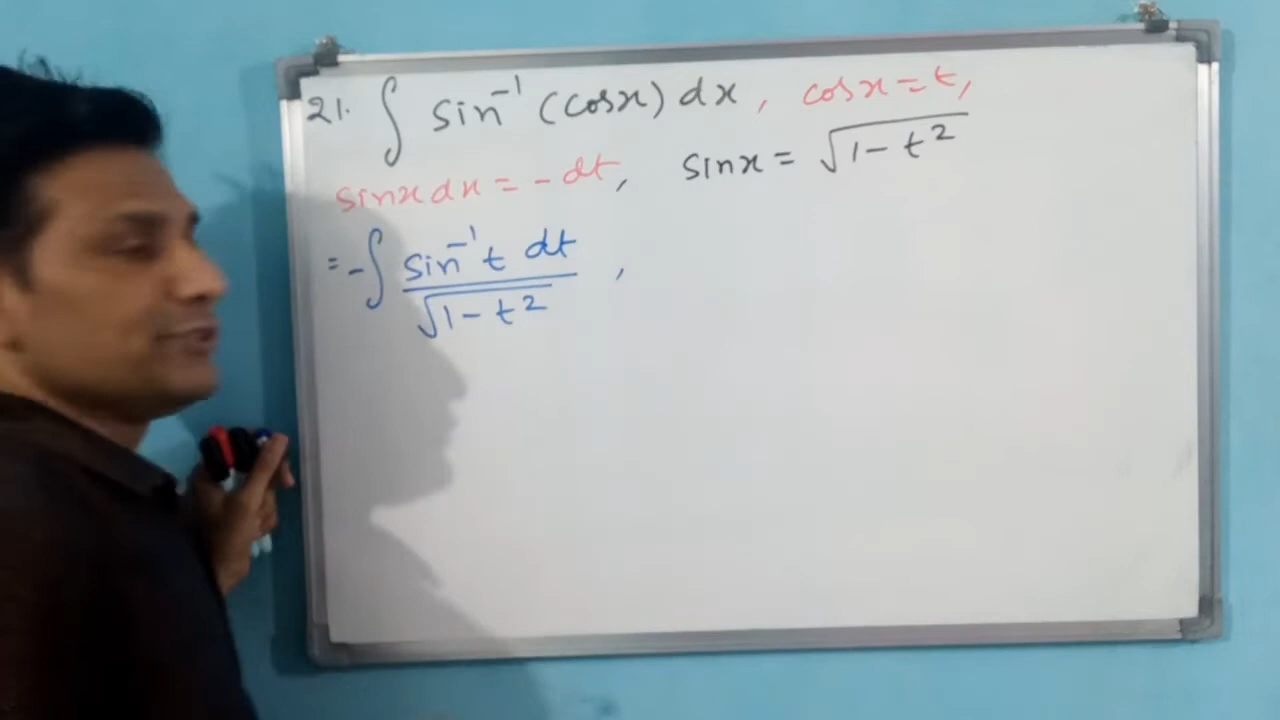 21. ∫ sin⁻¹ (cosx) dx , cosx = t,
sinx dx = - dt, sinx = √(1 - t²)
= - ∫ sin⁻¹t dt / √(1 - t²) ,